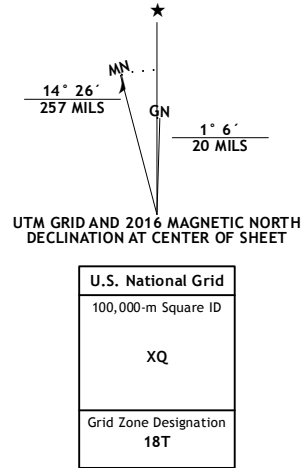 ★
MN
GN
14° 26´
257 MILS
1° 6´
20 MILS
UTM GRID AND 2016 MAGNETIC NORTH
DECLINATION AT CENTER OF SHEET
U.S. National Grid
100,000-m Square ID
XQ
Grid Zone Designation
18T